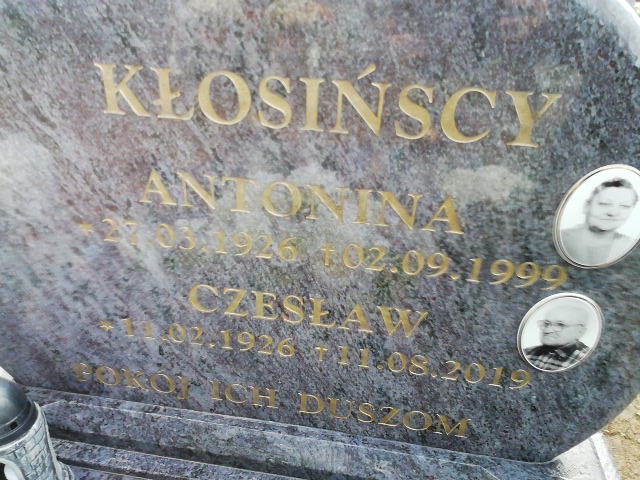 KŁOSIŃSCY
ANTONINA
*27.03.1926 †02.09.1999
CZESŁAW
*11.02.1926 †11.08.2019
POKÓJ ICH DUSZOM